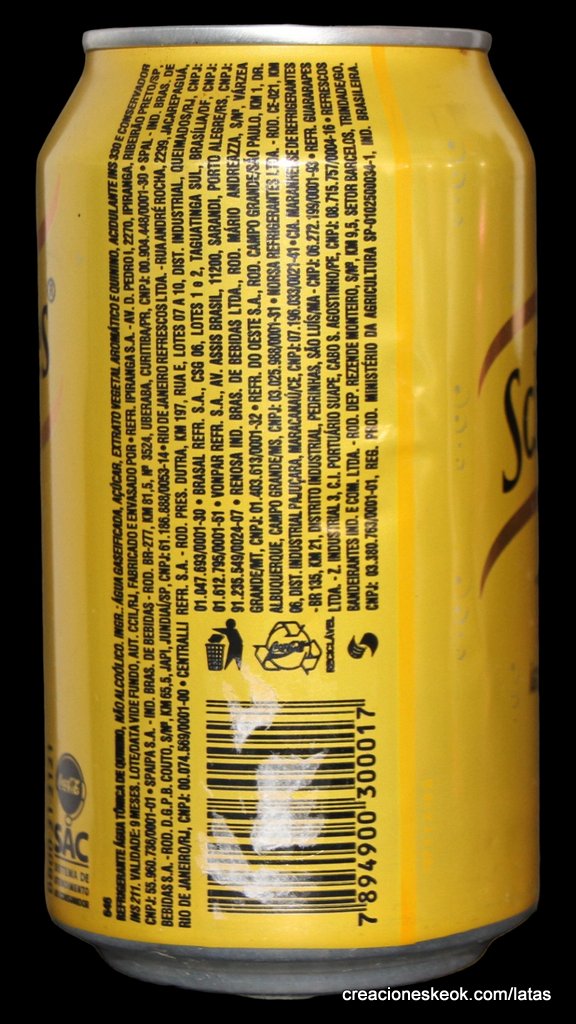 REFRIGERANTE ÁGUA TÔNICA DE QUININO, NÃO ALCOÓLICO. INGR.: ÁGUA GASEIFICADA, AÇÚCAR, EXTRATO VEGETAL AROMÁTICO E QUININO, ACIDULANTE INS 330 E CONSERVADOR
INS 211. VALIDADE: 9 MESES. LOTE/DATA VIDE FUNDO. AUT. CCIL/RJ, FABRICADO E ENVASADO POR • REFR. IPIRANGA S.A. - AV. D. PEDRO I, 2270, IPIRANGA, RIBEIRÃO PRETO/SP,
CNPJ: 55.960.736/0001-01 • SPAIPA S.A. - IND. BRAS. DE BEBIDAS - ROD. BR-277, KM 81,5, Nº 3524, UBERABA, CURITIBA/PR, CNPJ: 00.904.448/0001-30 • SPAL - IND. BRAS. DE
BEBIDAS S.A. - ROD. D.G.P.B. COUTO, S/Nº, KM 65,5, JAPI, JUNDIAÍ/SP, CNPJ: 61.186.888/0053-14 • RIO DE JANEIRO REFRESCOS LTDA. - RUA ANDRÉ ROCHA, 2299, JACAREPAGUÁ,
RIO DE JANEIRO/RJ, CNPJ: 00.074.569/0001-00 • CENTRALLI REFR. S.A. - ROD. PRES. DUTRA, KM 197, RUA E, LOTES 07 A 10, DIST. INDUSTRIAL, QUEIMADOS/RJ, CNPJ:
01.047.693/0001-30 • BRASAL REFR. S.A., CSG 06, LOTES 1 e 2, TAGUATINGA SUL, BRASÍLIA/DF, CNPJ:
01.612.795/0001-51 • VONPAR REFR. S.A., AV. ASSIS BRASIL, 11200, SARANDI, PORTO ALEGRE/RS, CNPJ:
91.235.549/0024-07 • RENOSA IND. BRAS. DE BEBIDAS LTDA., ROD. MÁRIO ANDREAZZA, S/Nº, VÁRZEA
GRANDE/MT, CNPJ: 01.403.613/0001-32 • REFR. DO OESTE S.A., ROD. CAMPO GRANDE/SÃO PAULO, KM 1, DR.
ALBUQUERQUE, CAMPO GRANDE/MS, CNPJ: 03.025.988/0001-31 • NORSA REFRIGERANTES LTDA. - ROD. CE-021, KM
06, DIST. INDUSTRIAL PAJUÇARA, MARACANAÚ/CE, CNPJ: 07.196.033/0021-41 • CIA. MARANHENSE DE REFRIGERANTES
- BR 135, KM 21, DISTRITO INDUSTRIAL, PEDRINHAS, SÃO LUÍS/MA - CNPJ: 06.272.199/0001-93 • REFR. GUARARAPES
LTDA. - Z. INDUSTRIAL 3, C.I. PORTUÁRIO SUAPE, CABO S. AGOSTINHO/PE, CNPJ: 08.715.757/0004-16 • REFRESCOS
BANDEIRANTES IND. E COM. LTDA. - ROD. DEP. REZENDE MONTEIRO, S/Nº, KM 9,5, SETOR BARCELOS, TRINDADE/GO,
CNPJ: 03.380.763/0001-01, REG. PROD. MINISTÉRIO DA AGRICULTURA SP-0102500034-1, IND. BRASILEIRA.
RECICLÁVEL
7 894900 300017
646
Coca-Cola
SAC
SISTEMA DE
ATENDIMENTO
AO CONSUMIDOR
Sc
creacioneskeok.com/latas